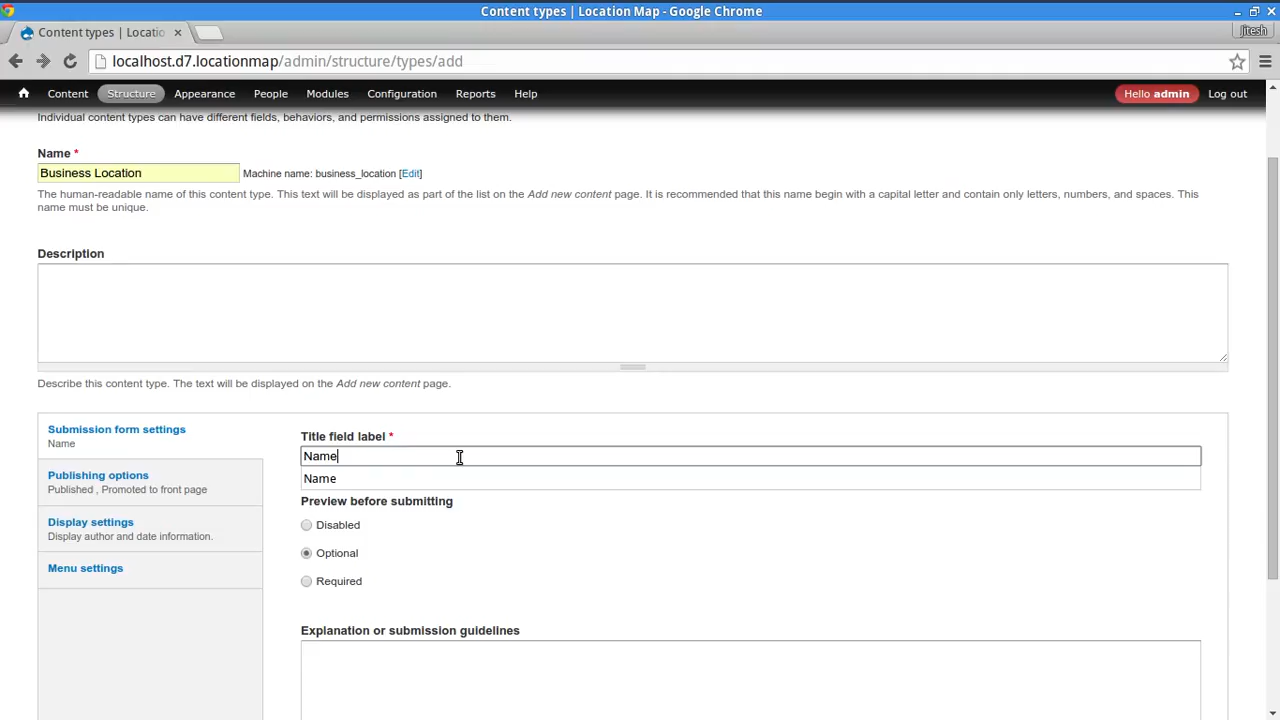 Content types | Location Map - Google Chrome
Content types | Locatio
jitesh
localhost.d7.locationmap/admin/structure/types/add
Content Structure Appearance People Modules Configuration Reports Help Hello admin Log out
Individual content types can have different fields, behaviors, and permissions assigned to them.
Name *
Business Location Machine name: business_location [Edit]
The human-readable name of this content type. This text will be displayed as part of the list on the Add new content page. It is recommended that this name begin with a capital letter and contain only letters, numbers, and spaces. This
name must be unique.
Description
Describe this content type. The text will be displayed on the Add new content page.
Submission form settings
Name
Publishing options
Published , Promoted to front page
Display settings
Display author and date information.
Menu settings
Title field label *
Name
Name
Preview before submitting
Disabled
Optional
Required
Explanation or submission guidelines